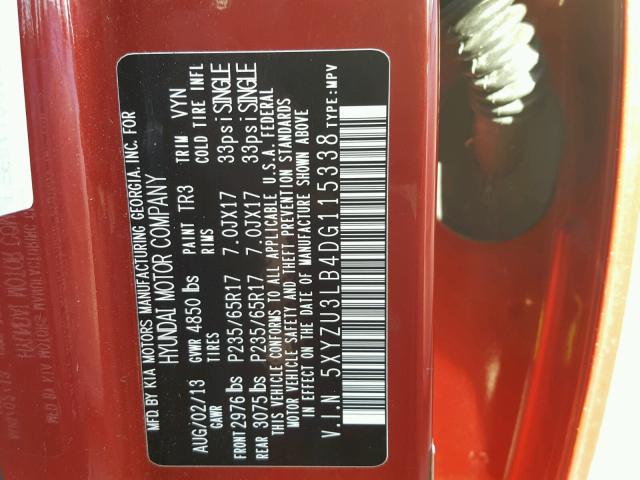 MFD.BY KIA MOTORS MANUFACTURING GEORGIA, INC. FOR
HYUNDAI MOTOR COMPANY
AUG/02/13 GVWR 4850 lbs PAINT TR3 TRIM VYN
GAWR TIRES RIMS COLD TIRE INFL
FRONT 2976 lbs P235/65R17 7.0JX17 33psi SINGLE
REAR 3075 lbs P235/65R17 7.0JX17 33psi SINGLE
THIS VEHICLE CONFORMS TO ALL APPLICABLE U.S.A. FEDERAL
MOTOR VEHICLE SAFETY AND THEFT PREVENTION STANDARDS
IN EFFECT ON THE DATE OF MANUFACTURE SHOWN ABOVE
V.I.N 5XYZU3LB4DG115338 TYPE:MPV